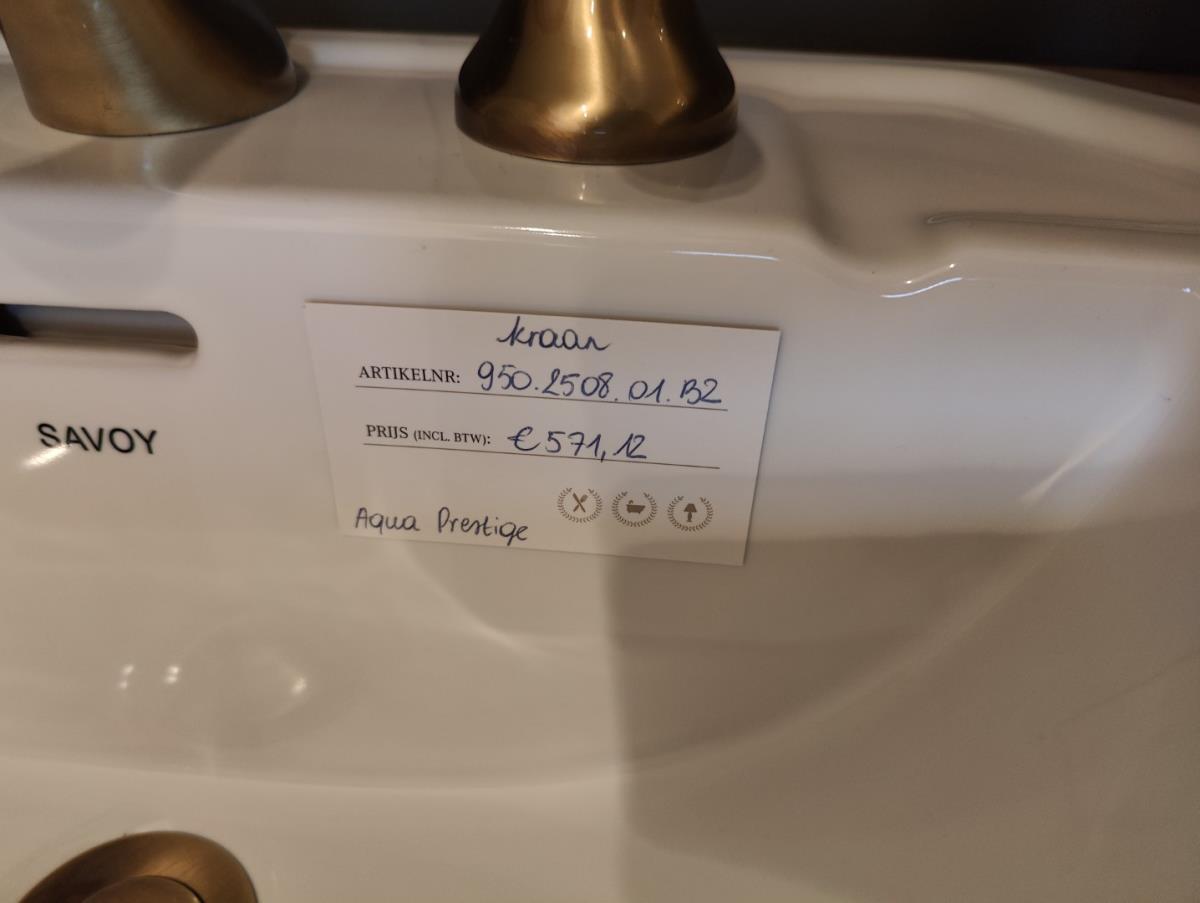 kraan
ARTIKELNR: 950.2508.01.B2
PRIJS (INCL. BTW): € 571,12
SAVOY
Aqua Prestige